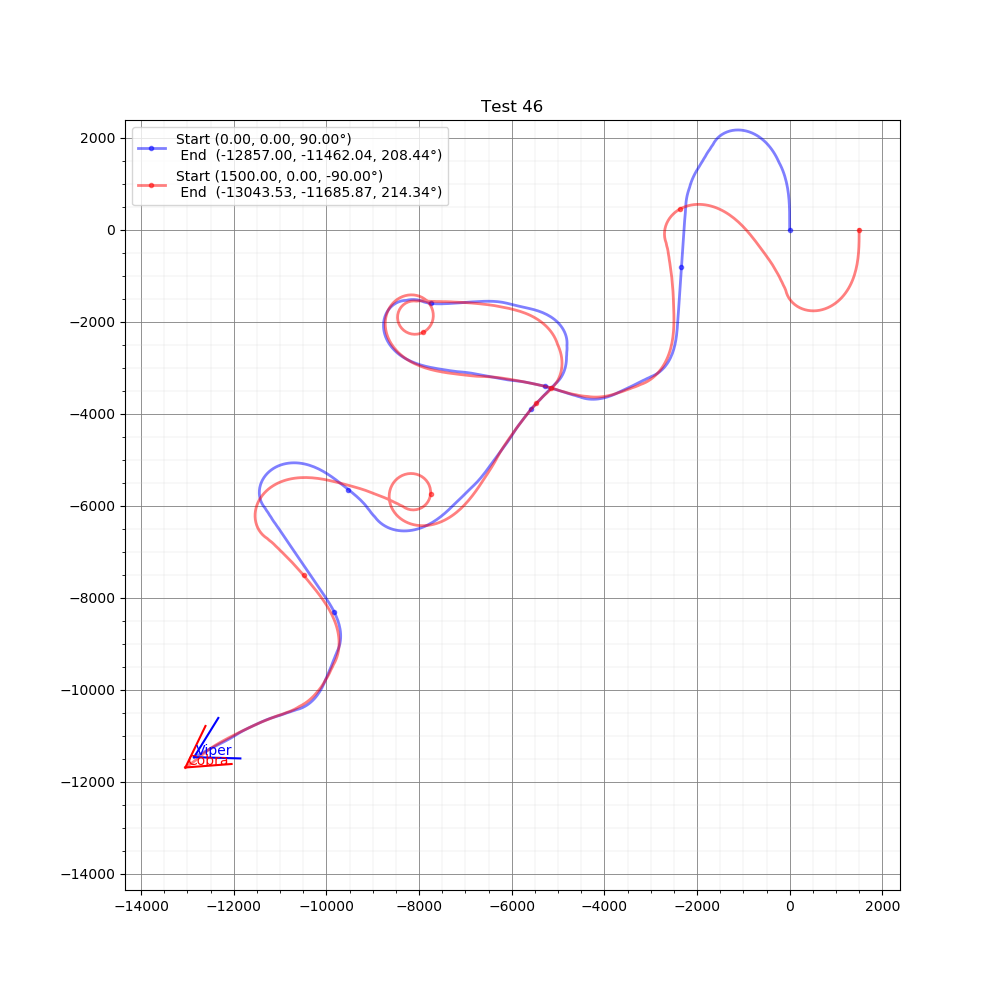 Test 46
Start (0.00, 0.00, 90.00°)
End (-12857.00, -11462.04, 208.44°)
Start (1500.00, 0.00, -90.00°)
End (-13043.53, -11685.87, 214.34°)
2000
0
−2000
−4000
−6000
−8000
−10000
−12000
−14000
Viper
Cobra
−14000 −12000 −10000 −8000 −6000 −4000 −2000 0 2000